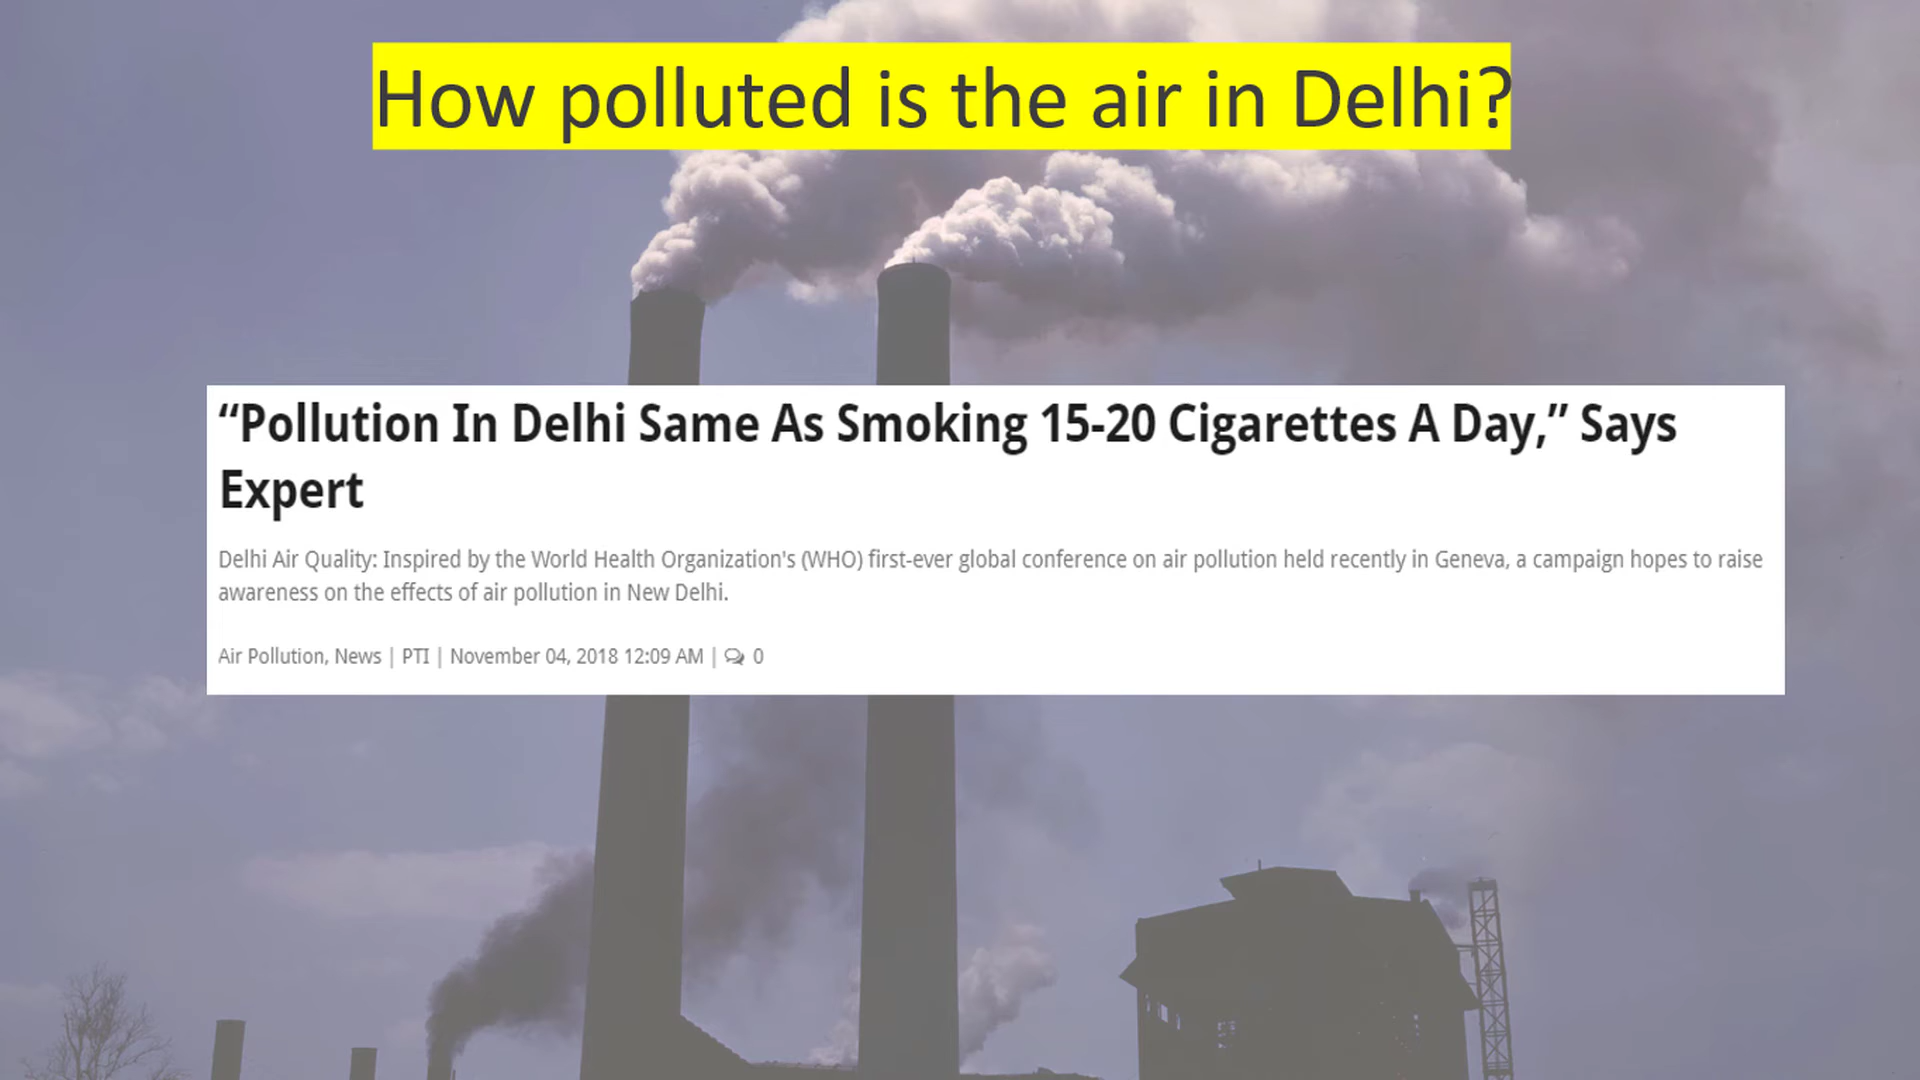 How polluted is the air in Delhi?
“Pollution In Delhi Same As Smoking 15-20 Cigarettes A Day,” Says
Expert
Delhi Air Quality: Inspired by the World Health Organization's (WHO) first-ever global conference on air pollution held recently in Geneva, a campaign hopes to raise
awareness on the effects of air pollution in New Delhi.
Air Pollution, News | PTI | November 04, 2018 12:09 AM | 0